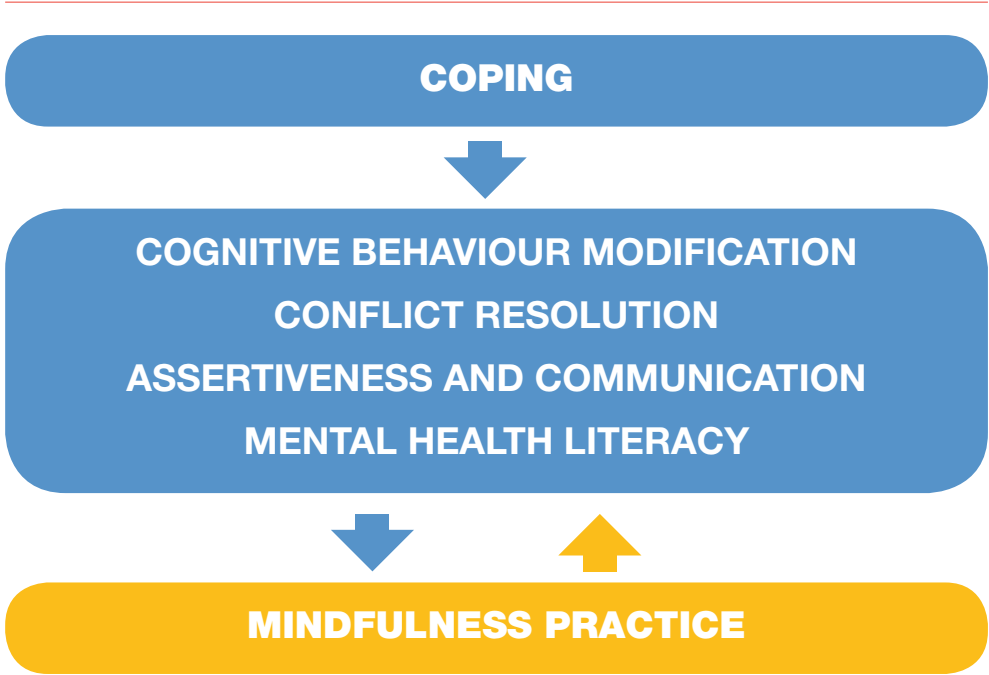 COPING
COGNITIVE BEHAVIOUR MODIFICATION
CONFLICT RESOLUTION
ASSERTIVENESS AND COMMUNICATION
MENTAL HEALTH LITERACY
MINDFULNESS PRACTICE